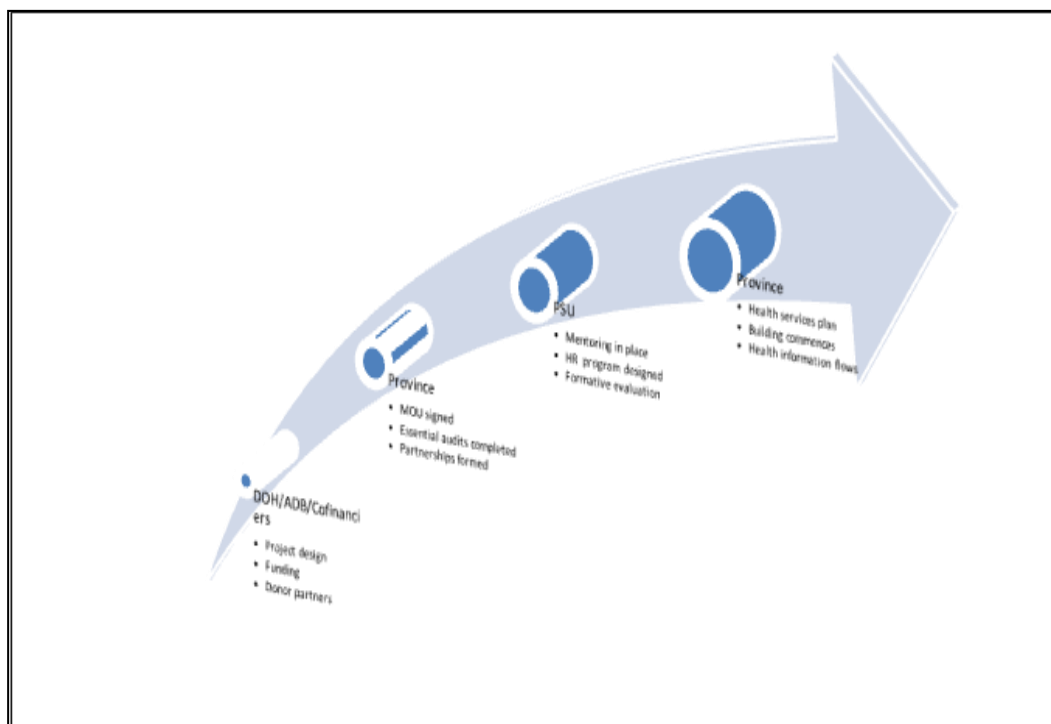 DOH/ADB/Cofinanci
ers
• Project design
• Funding
• Donor partners
Province
• MOU signed
• Essential audits completed
• Partnerships formed
PSU
• Mentoring in place
• HR program designed
• Formative evaluation
Province
• Health services plan
• Building commences
• Health information flows